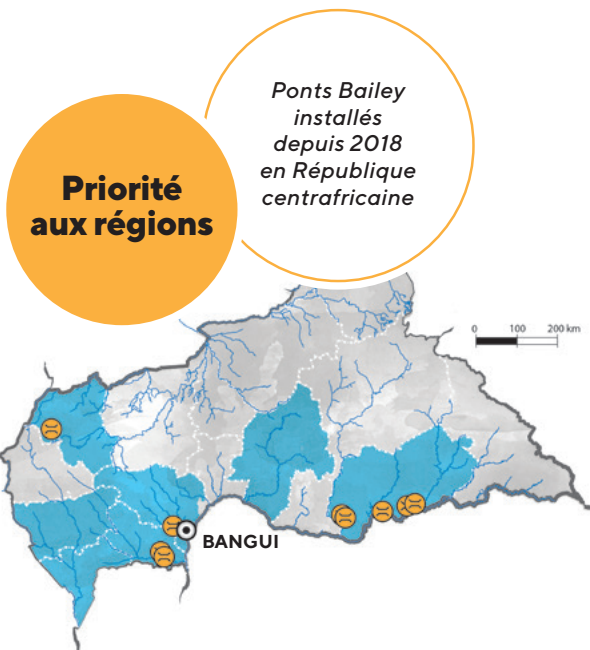 Ponts Bailey
installés
depuis 2018
en République
centrafricaine
Priorité
aux régions
0 100 200 km
BANGUI